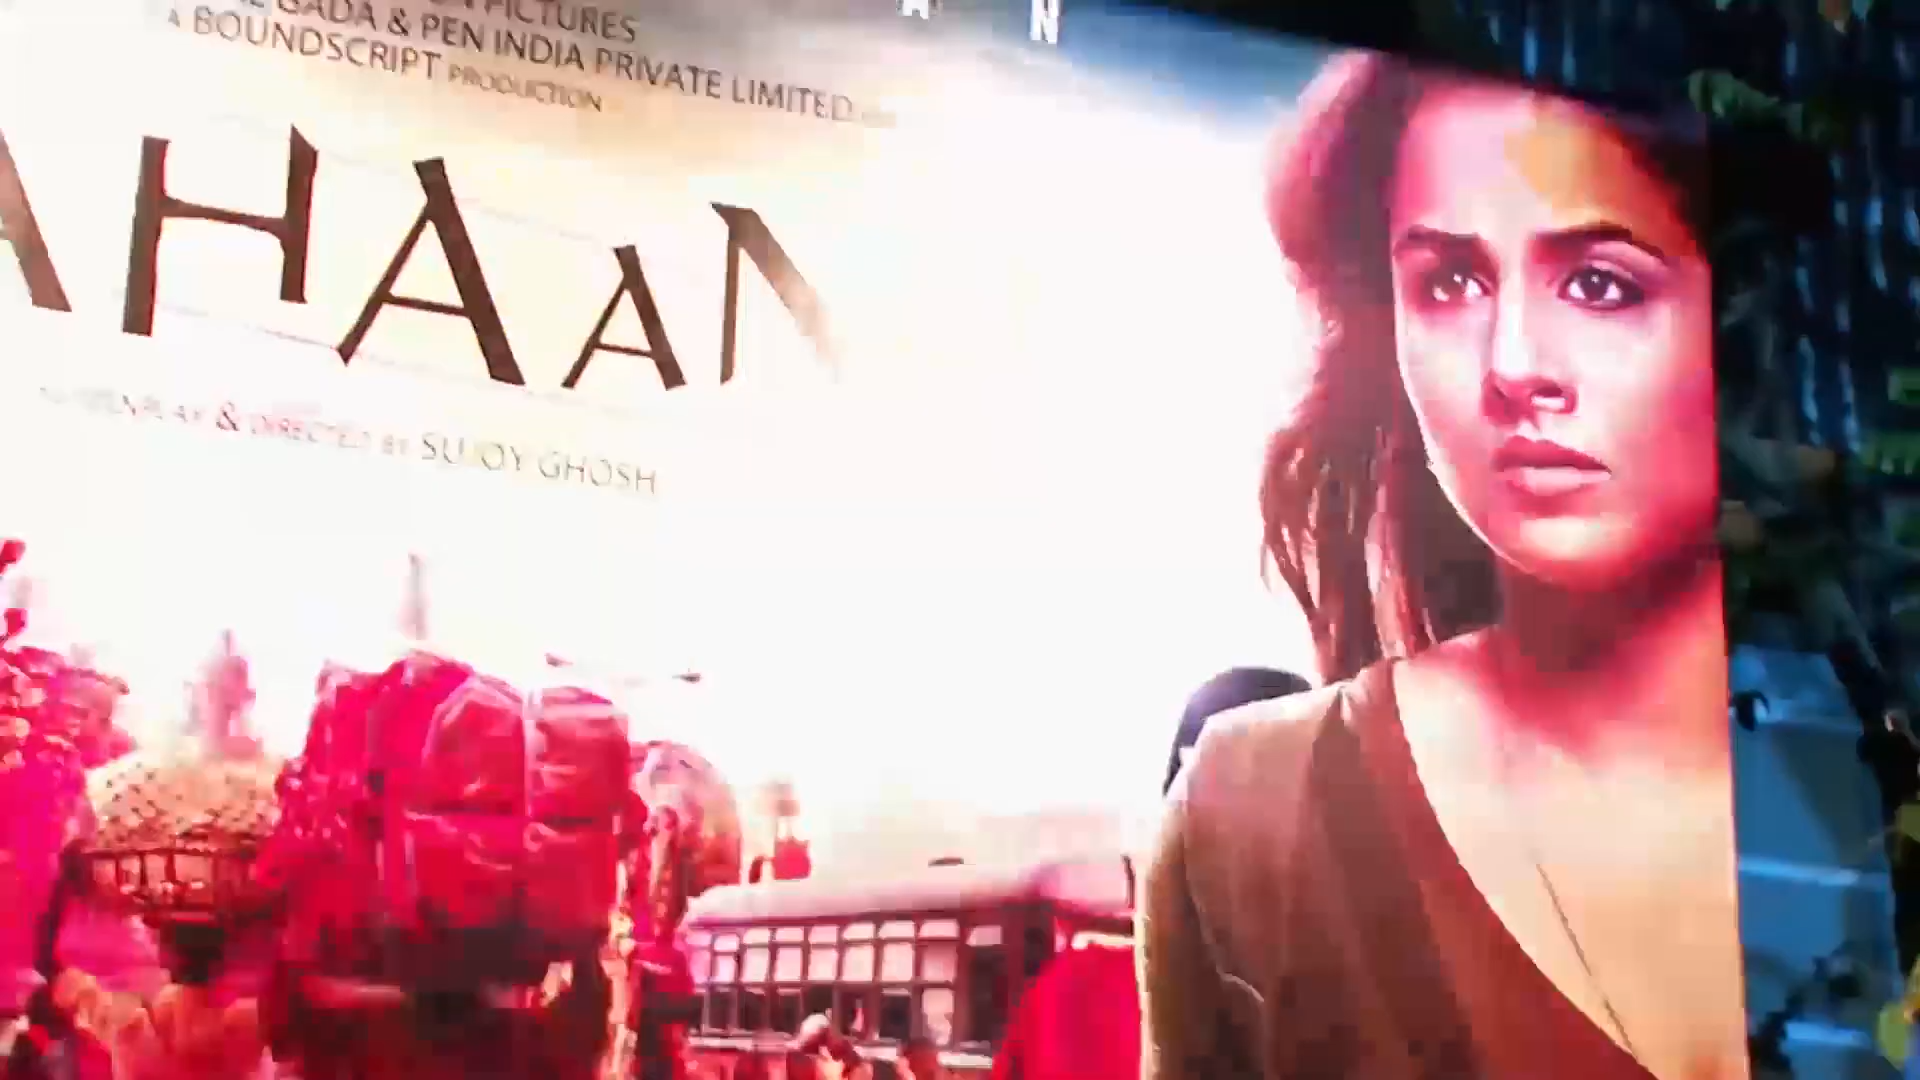 A N
PICTURES
GADA & PEN INDIA PRIVATE LIMITED
A BOUNDSCRIPT PRODUCTION
AHAAN
& DIRECTED BY SUJOY GHOSH